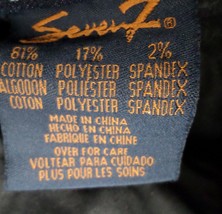 Seven7®
81% 17% 2%
COTTON POLYESTER SPANDEX
ALGODON POLIESTER SPANDEX
COTON POLYESTER SPANDEX
MADE IN CHINA
HECHO EN CHINA
FABRIQUE EN CHINE
OVER FOR CARE
VOLTEAR PARA CUIDADO
PLUS POUR LES SOINS